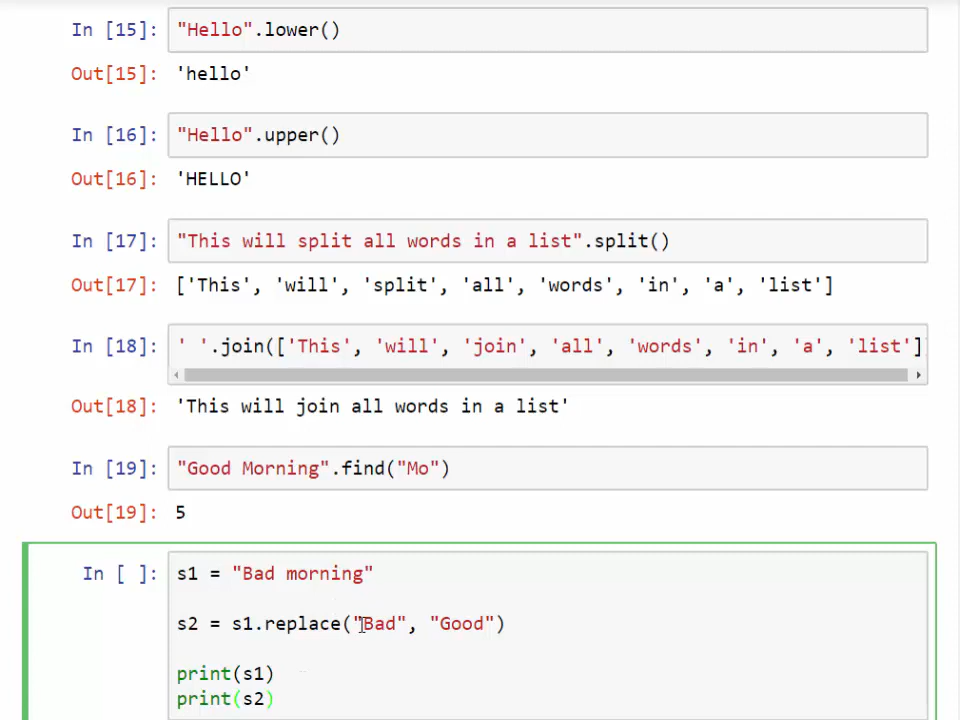 In [15]: "Hello".lower()
Out[15]: 'hello'
In [16]: "Hello".upper()
Out[16]: 'HELLO'
In [17]: "This will split all words in a list".split()
Out[17]: ['This', 'will', 'split', 'all', 'words', 'in', 'a', 'list']
In [18]: ' '.join(['This', 'will', 'join', 'all', 'words', 'in', 'a', 'list']
Out[18]: 'This will join all words in a list'
In [19]: "Good Morning".find("Mo")
Out[19]: 5
In [ ]: s1 = "Bad morning"
s2 = s1.replace("Bad", "Good")
print(s1)
print(s2)